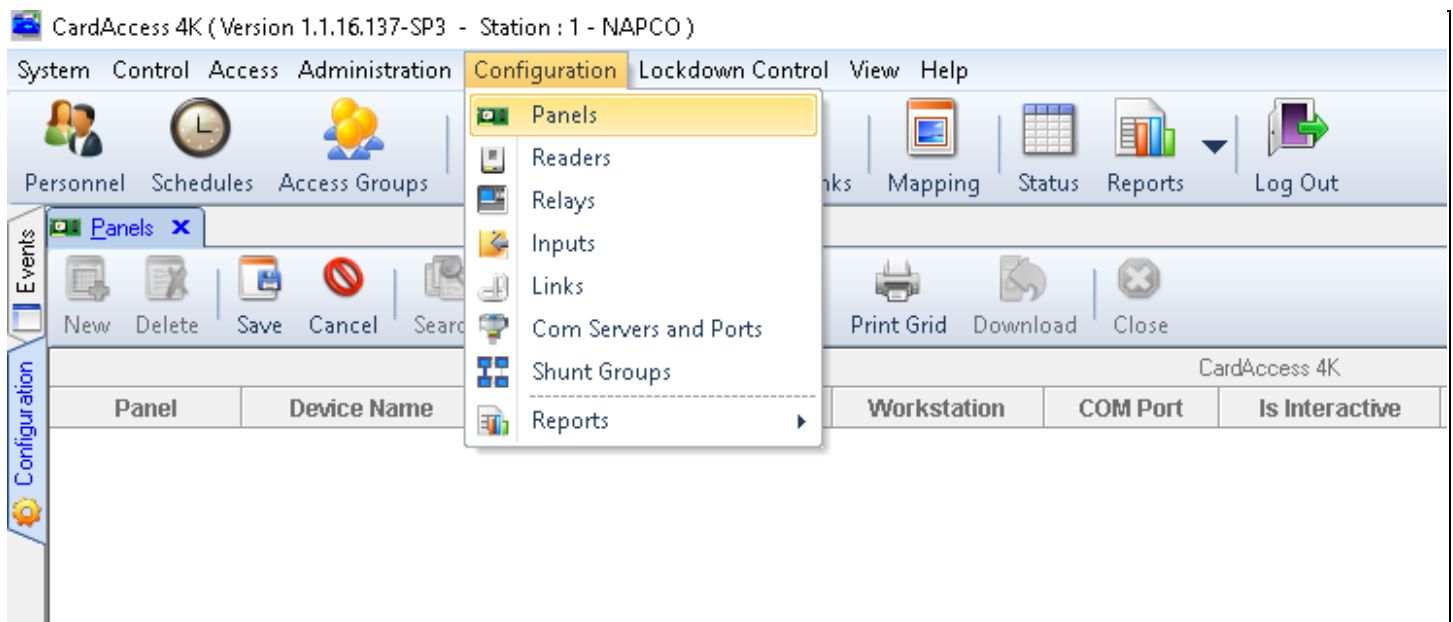 CardAccess 4K ( Version 1.1.16.137-SP3 - Station : 1 - NAPCO )
System Control Access Administration Configuration Lockdown Control View Help
Panels
Readers
Relays
Inputs
Links
Com Servers and Ports
Shunt Groups
Reports
Personnel Schedules Access Groups Mapping Status Reports Log Out
Events
Configuration
Panels
New Delete Save Cancel Print Grid Download Close
CardAccess 4K
Panel Device Name Workstation COM Port Is Interactive